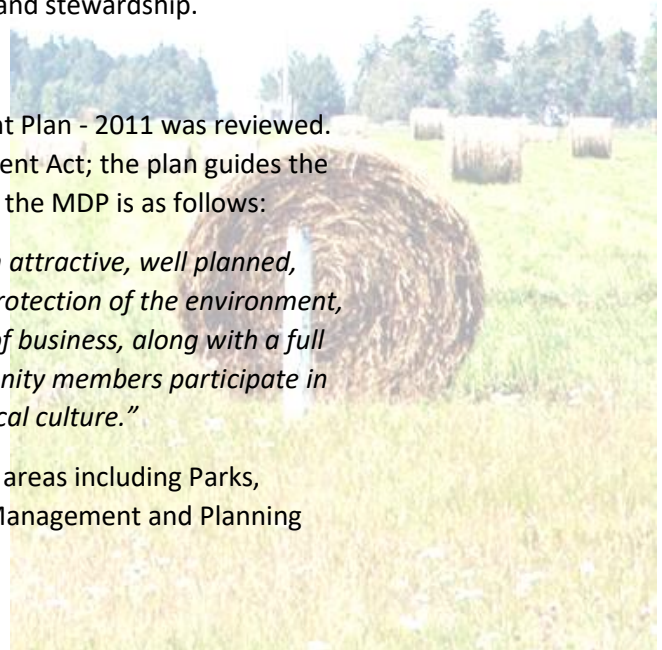 and stewardship.
nt Plan - 2011 was reviewed.
ent Act; the plan guides the
the MDP is as follows:
attractive, well planned,
rotection of the environment,
of business, along with a full
nity members participate in
cal culture.”
areas including Parks,
Management and Planning